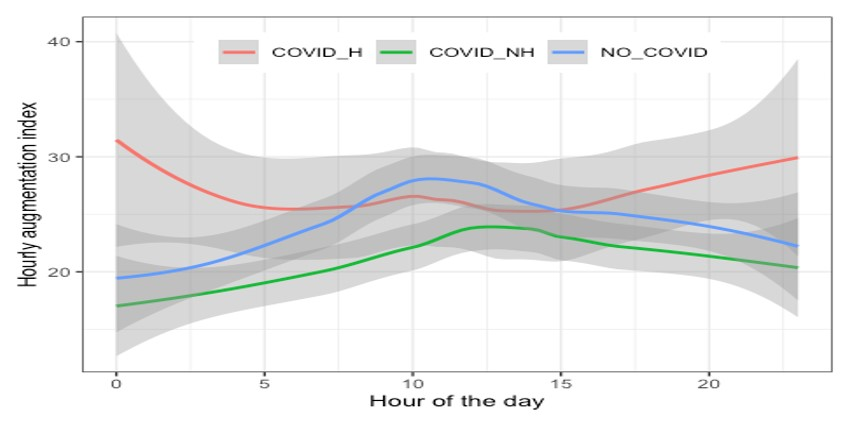 COVID_H COVID_NH NO_COVID
40
30
20
Hourly augmentation index
0 5 10 15 20
Hour of the day